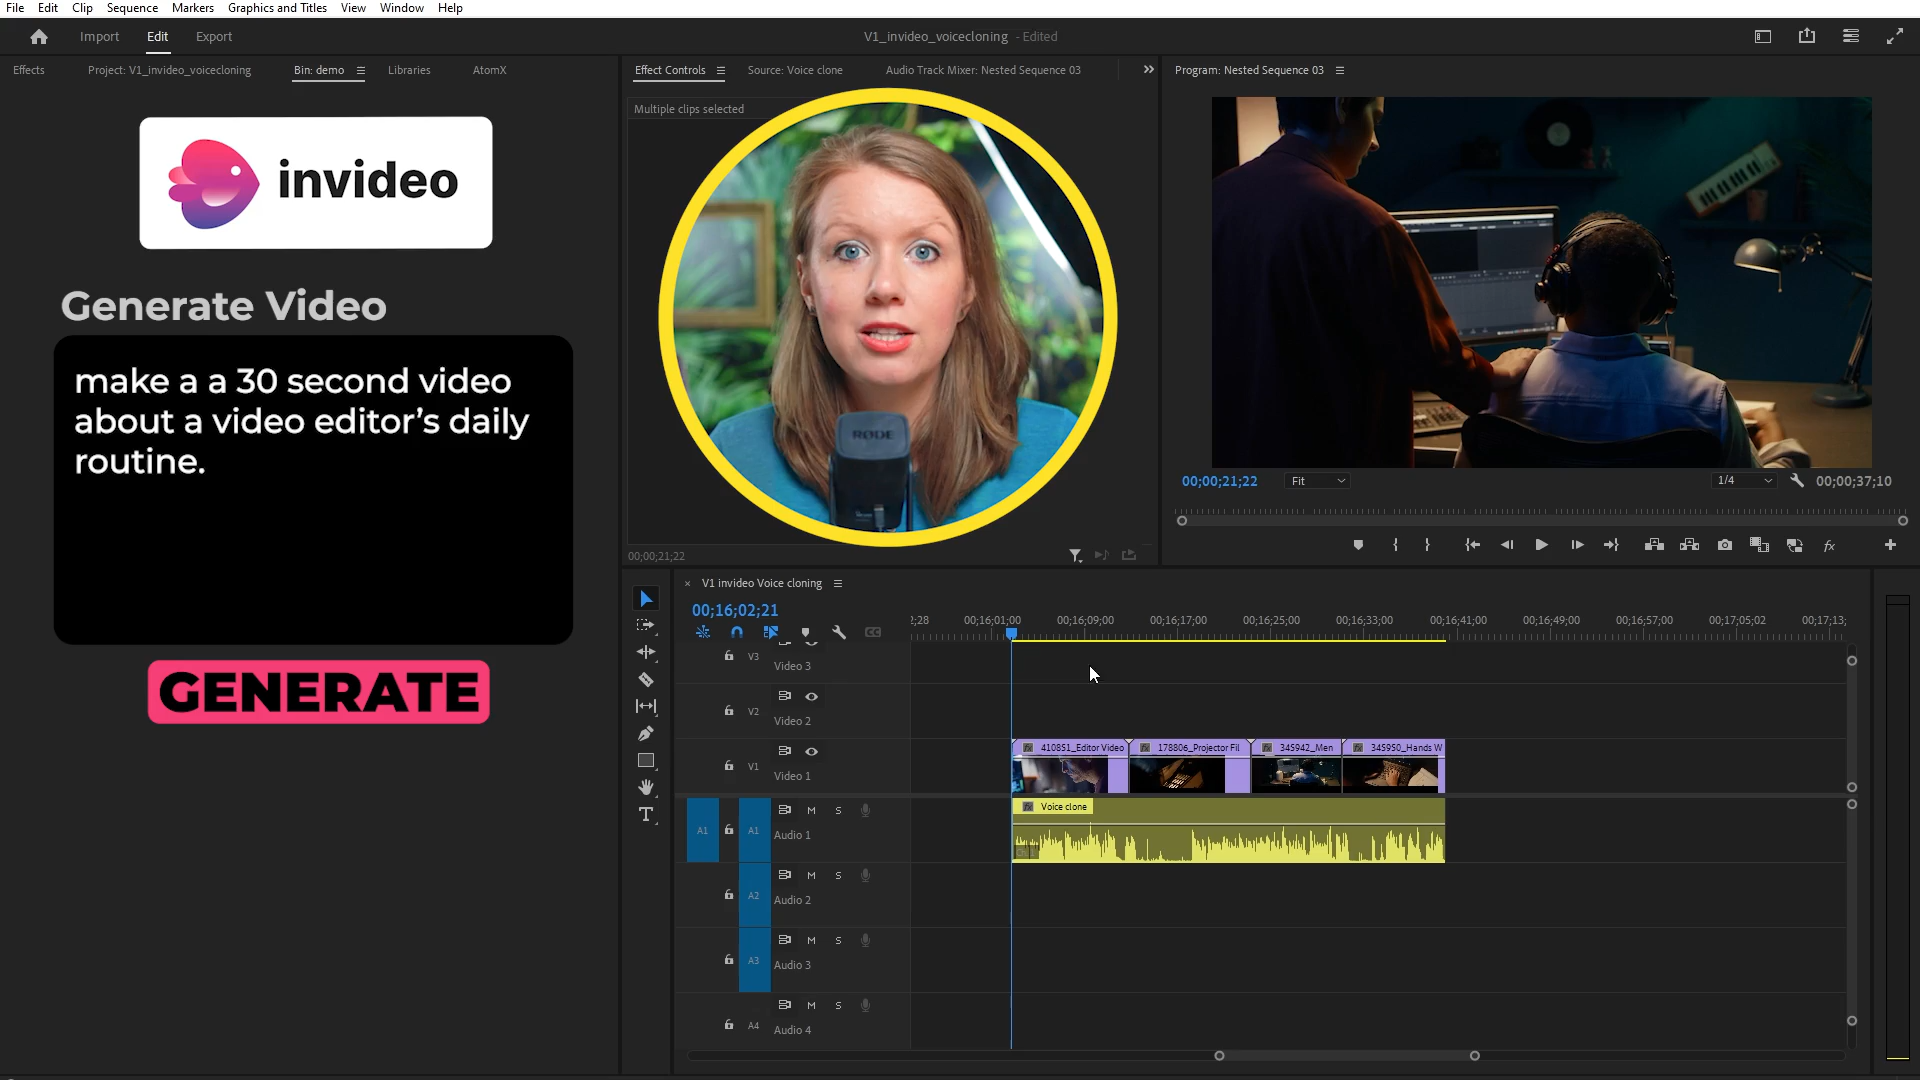 File Edit Clip Sequence Markers Graphics and Titles View Window Help
Import Edit Export
V1_invideo_voicecloning - Edited
Effects Project: V1_invideo_voicecloning Bin: demo Libraries AtomX
Effect Controls Source: Voice clone Audio Track Mixer: Nested Sequence 03
Program: Nested Sequence 03
Multiple clips selected
invideo
Generate Video
make a a 30 second video
about a video editor’s daily
routine.
GENERATE
RØDE
00;00;21;22
00;00;21;22 Fit 1/4 00;00;37;10
fx
V1 invideo Voice cloning
00;16;02;21
2;28 00;16;01;00 00;16;09;00 00;16;17;00 00;16;25;00 00;16;33;00 00;16;41;00 00;16;49;00 00;16;57;00 00;17;05;02 00;17;13;
V3 Video 3
V2
Video 2
410851_Editor Video 178806_Projector Fil 345942_Men 345950_Hands W
V1
Video 1
M S fx Voice clone
A1 A1
Audio 1
M S
A2
Audio 2
M S
A3
Audio 3
M S
A4
Audio 4